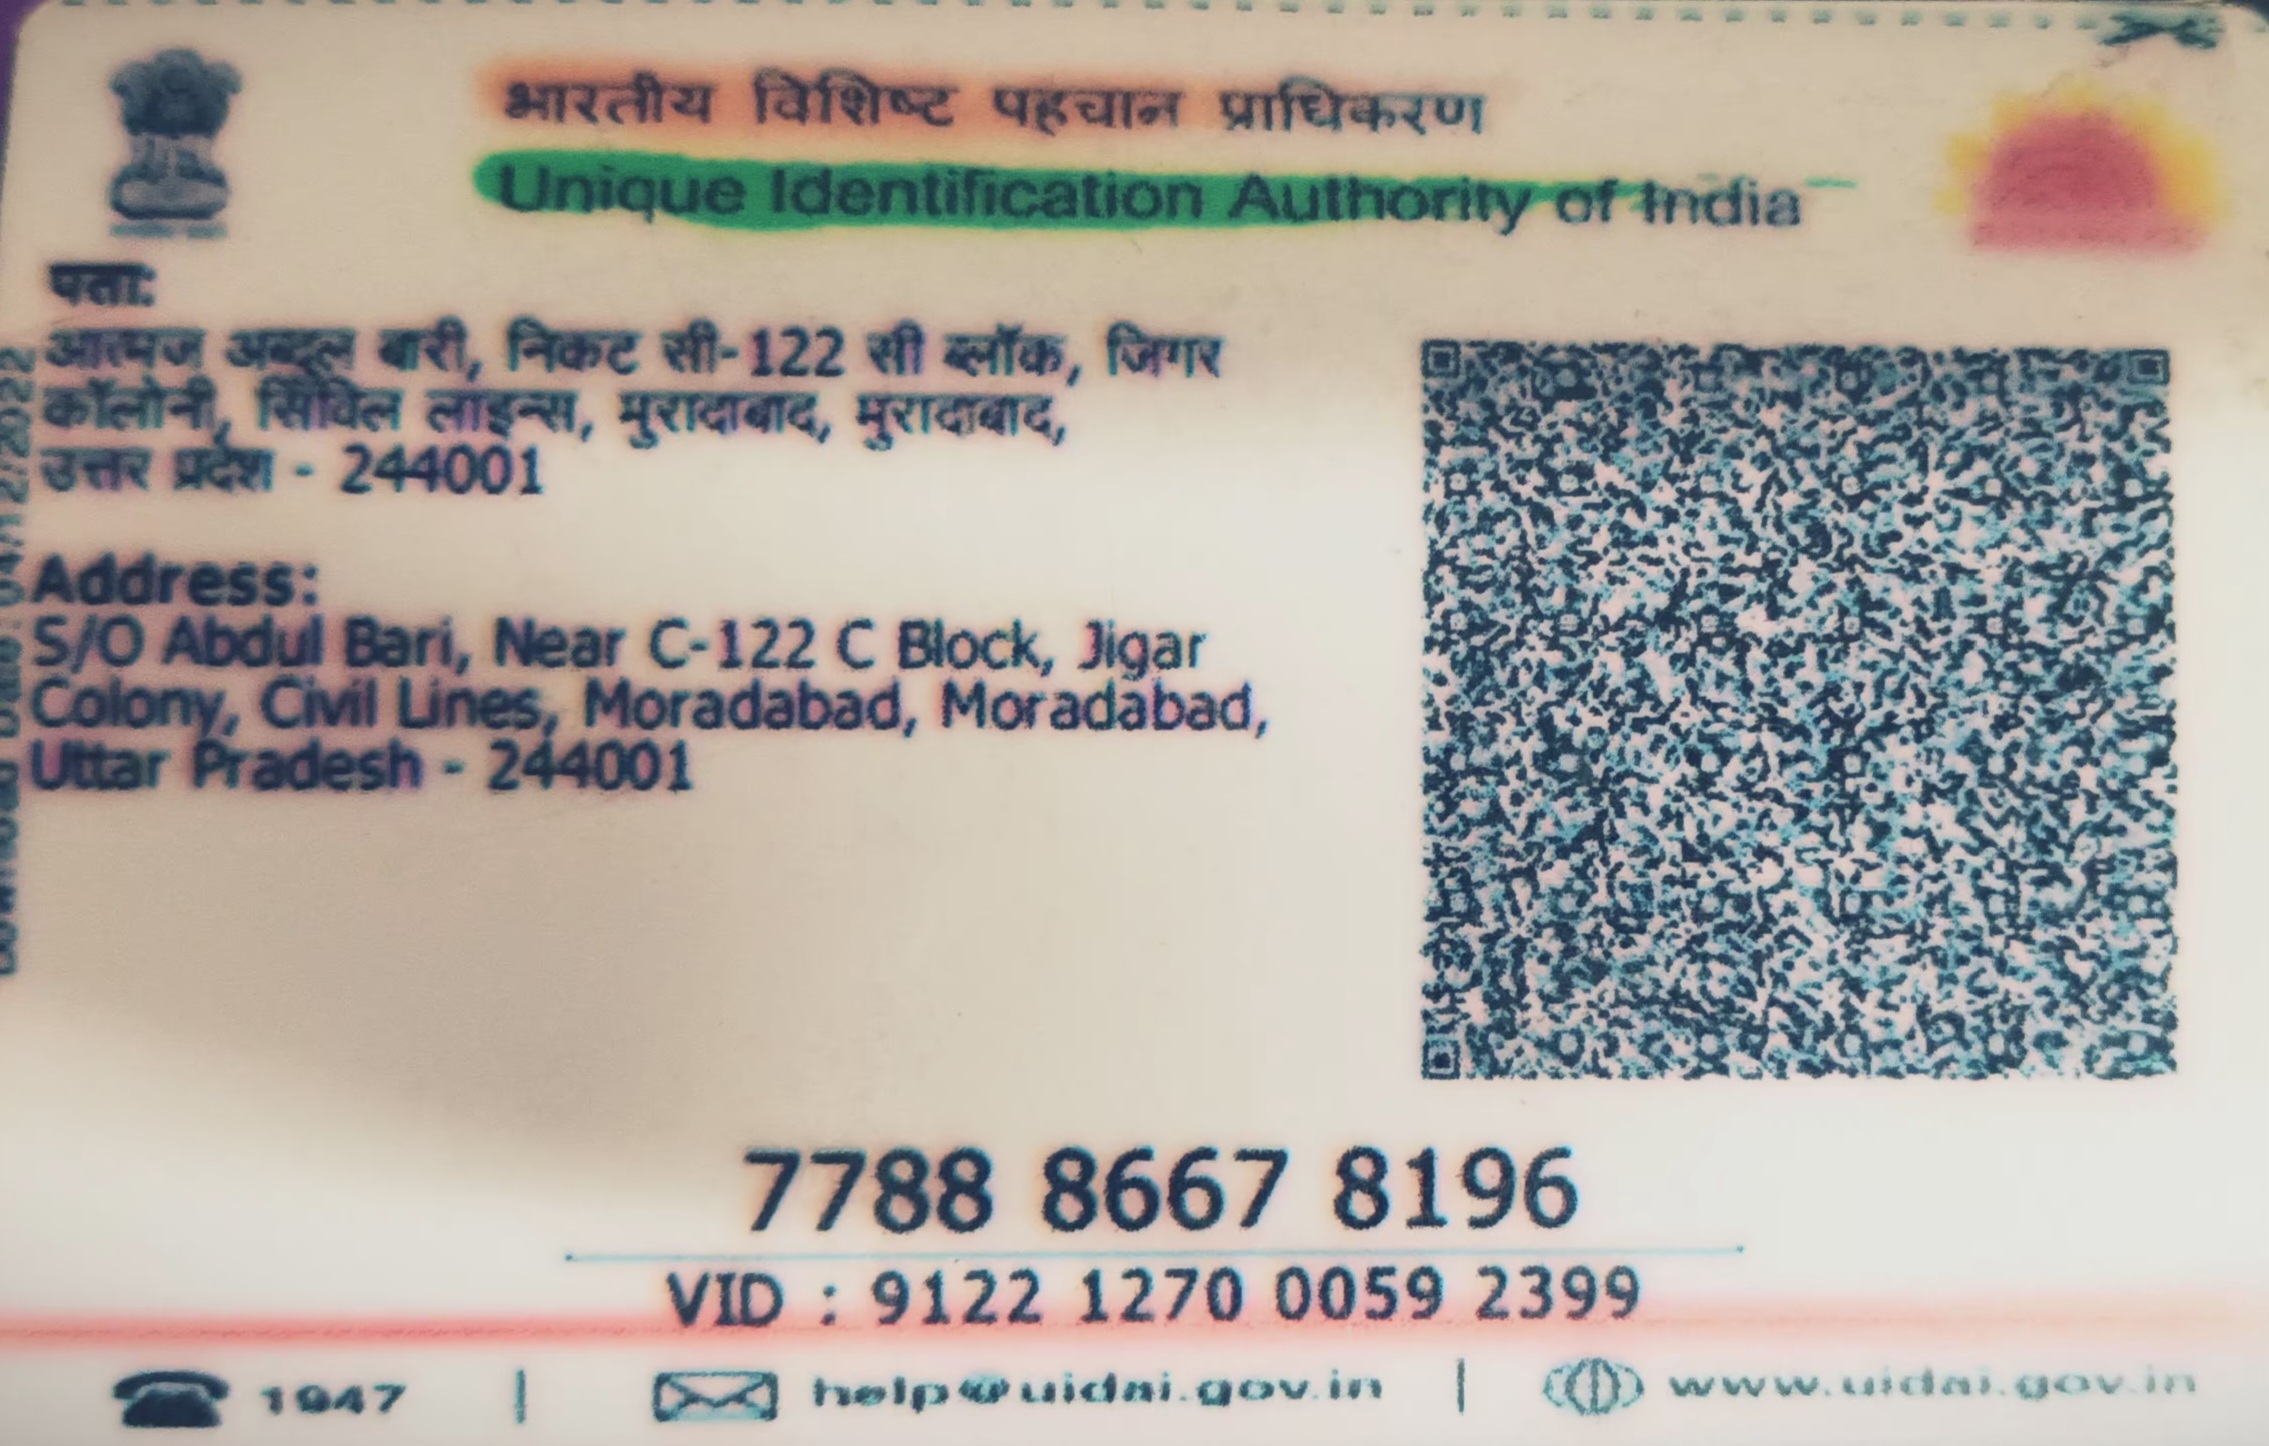 भारतीय विशिष्ट पहचान प्राधिकरण
Unique Identification Authority of India
पता:
आत्मज अब्दुल बारी, निकट सी-122 सी ब्लॉक, जिगर
कॉलोनी, सिविल लाइन्स, मुरादाबाद, मुरादाबाद,
उत्तर प्रदेश - 244001
Address:
S/O Abdul Bari, Near C-122 C Block, Jigar
Colony, Civil Lines, Moradabad, Moradabad,
Uttar Pradesh - 244001
7788 8667 8196
VID : 9122 1270 0059 2399
1947 | help@uidai.gov.in | www.uidai.gov.in